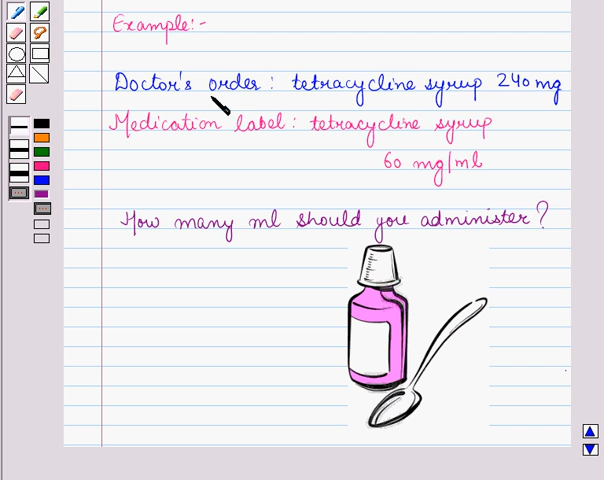 Example:-
Doctor's order: tetracycline syrup 240 mg
Medication label: tetracycline syrup
60 mg/ml
How many ml should you administer?